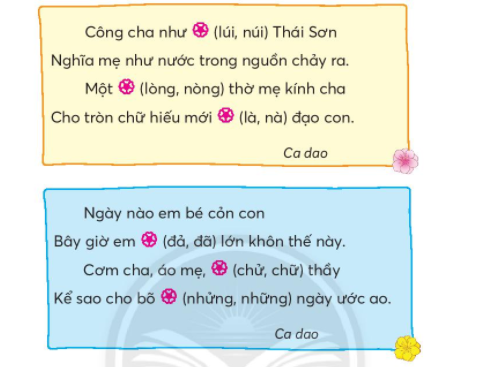 Công cha như (lúi, núi) Thái Sơn
Nghĩa mẹ như nước trong nguồn chảy ra.
Một (lòng, nòng) thờ mẹ kính cha
Cho tròn chữ hiếu mới (là, nà) đạo con.
Ca dao
Ngày nào em bé cỏn con
Bây giờ em (đả, đã) lớn khôn thế này.
Cơm cha, áo mẹ, (chử, chữ) thầy
Kể sao cho bõ (nhửng, những) ngày ước ao.
Ca dao